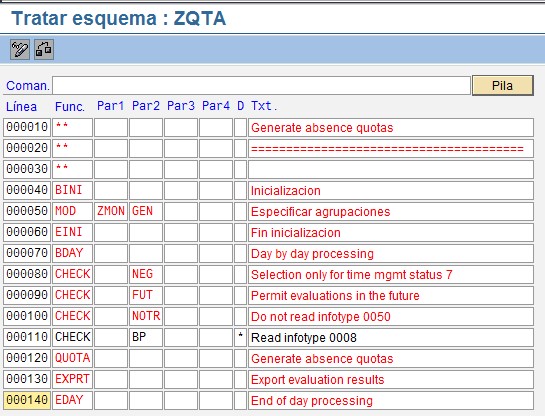 Tratar esquema : ZQTA
Coman. Pila
Línea Func. Par1 Par2 Par3 Par4 D Txt.
000010 ** Generate absence quotas
000020 ** =======================================
000030 **
000040 BINI Inicializacion
000050 MOD ZMON GEN Especificar agrupaciones
000060 EINI Fin inicializacion
000070 BDAY Day by day processing
000080 CHECK NEG Selection only for time mgmt status 7
000090 CHECK FUT Permit evaluations in the future
000100 CHECK NOTR Do not read infotype 0050
000110 CHECK BP * Read infotype 0008
000120 QUOTA Generate absence quotas
000130 EXPRT Export evaluation results
000140 EDAY End of day processing